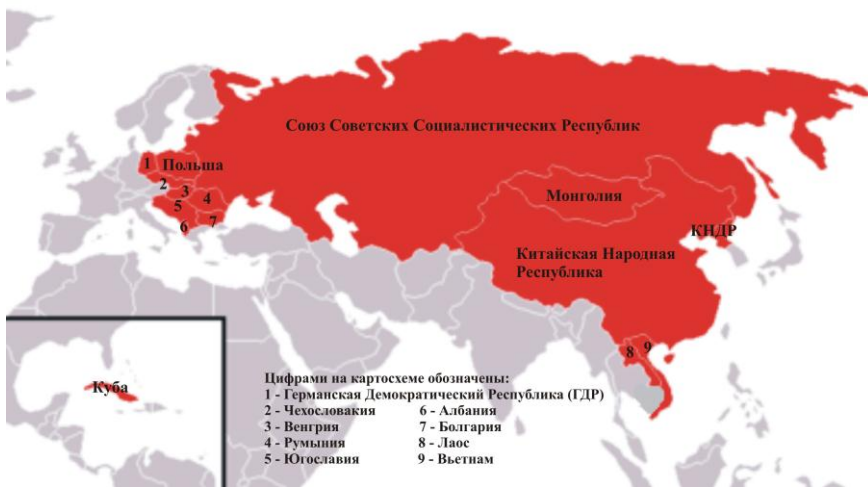 Союз Советских Социалистических Республик
1
Польша
2
3
4
5
6
7
Монголия
КНДР
Китайская Народная
Республика
8
9
Куба
Цифрами на картосхеме обозначены:
1 - Германская Демократический Республика (ГДР)
2 - Чехословакия
3 - Венгрия
4 - Румыния
5 - Югославия
6 - Албания
7 - Болгария
8 - Лаос
9 - Вьетнам